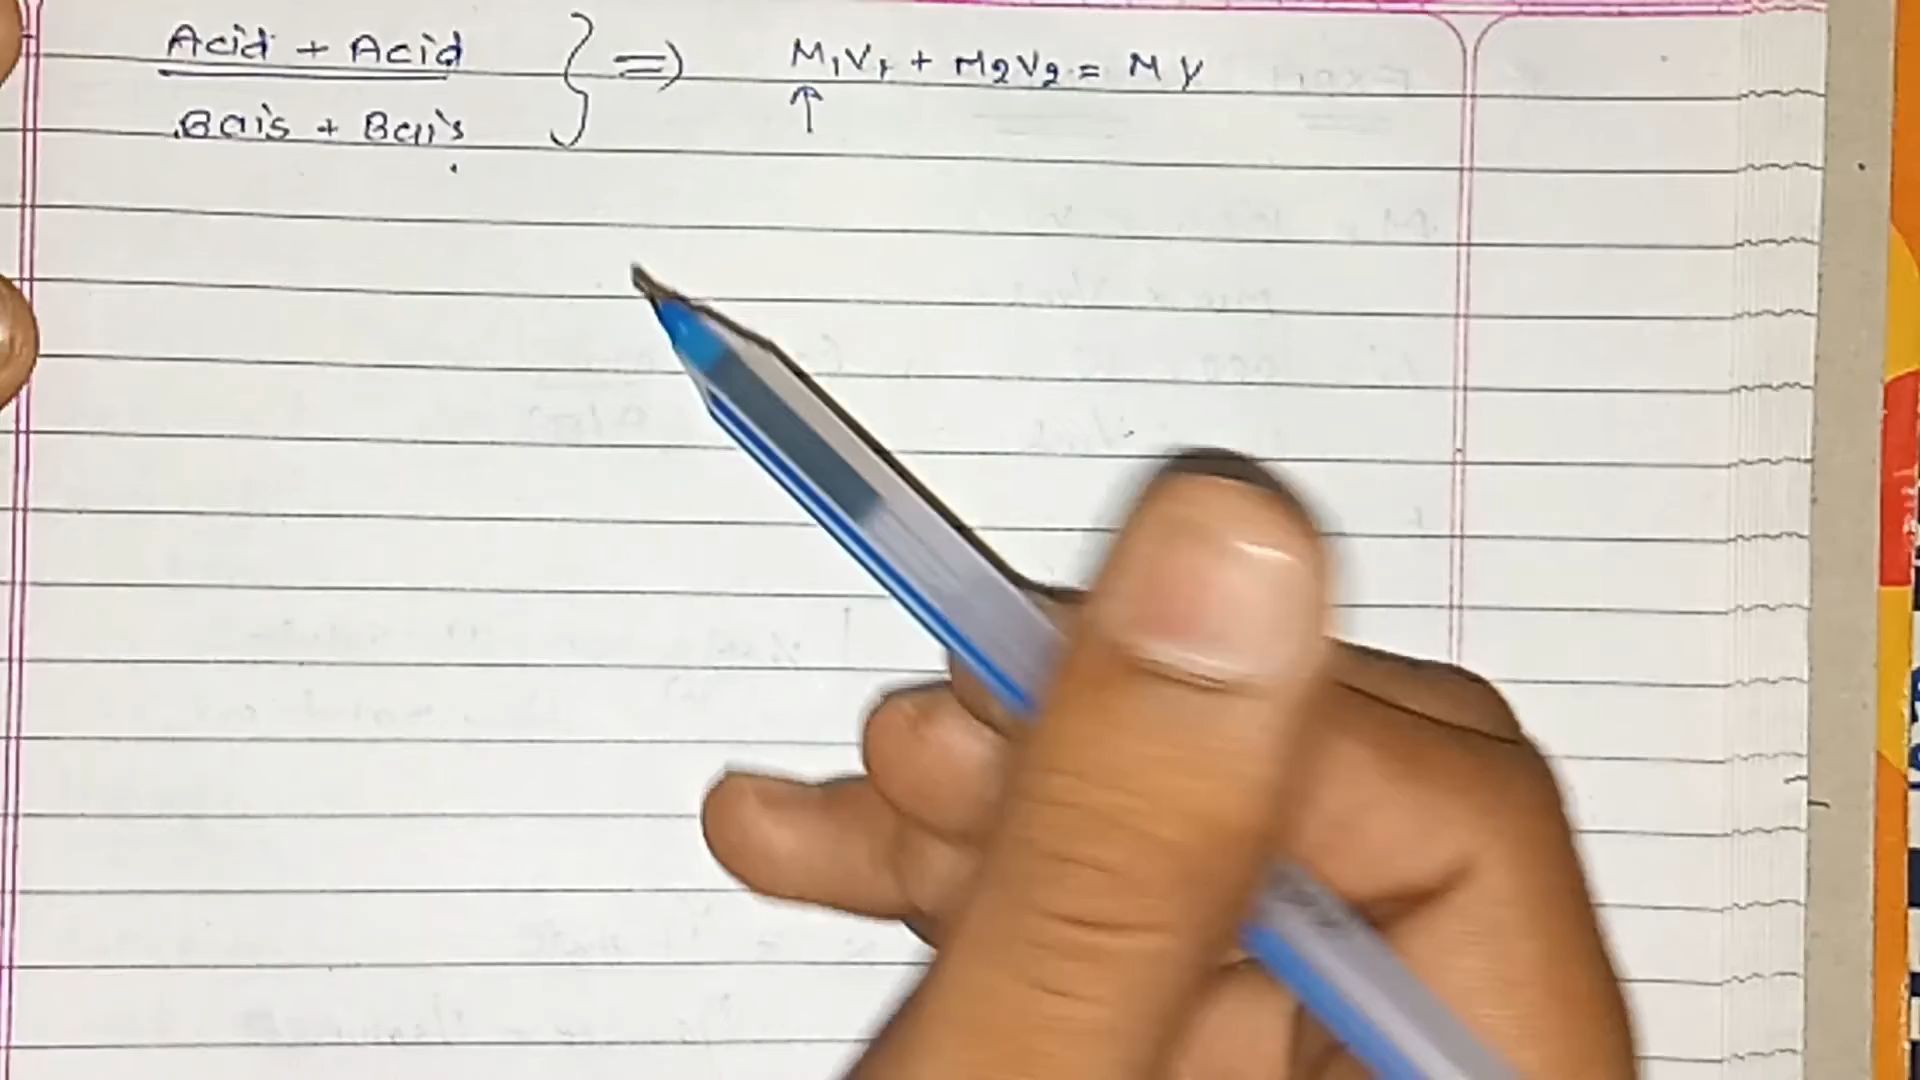 Acid + Acid } => M₁V₁ + M₂V₂ = M V
Bais + Bais ↑